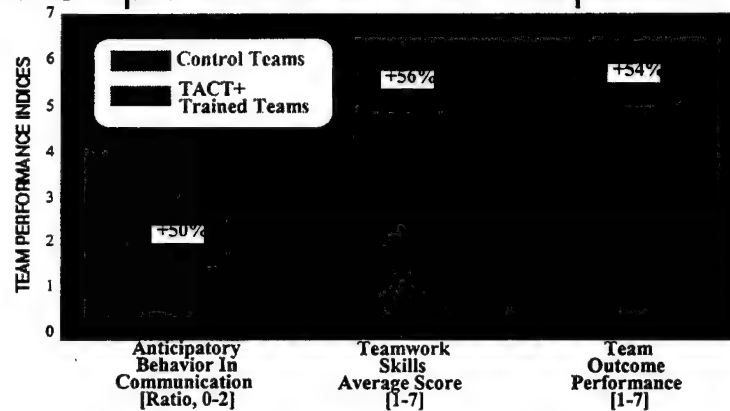 7
6
5
4
3
2
1
0
TEAM PERFORMANCE INDICES
Control Teams
TACT+
Trained Teams
+50%
+56%
+54%
Anticipatory
Behavior In
Communication
[Ratio, 0-2]
Teamwork
Skills
Average Score
[1-7]
Team
Outcome
Performance
[1-7]